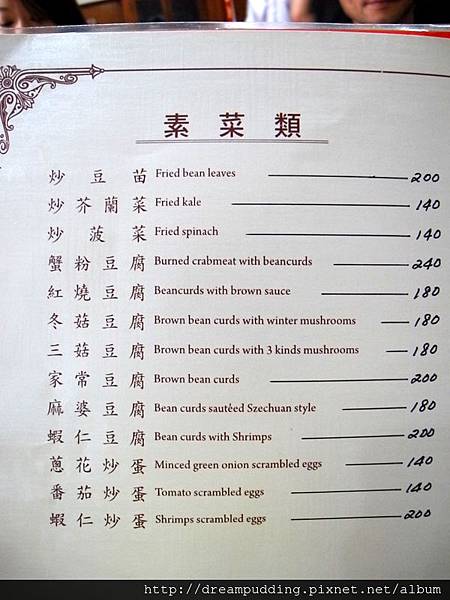 素菜類
炒豆苗 Fried bean leaves 200
炒芥蘭菜 Fried kale 140
炒菠菜 Fried spinach 140
蟹粉豆腐 Burned crabmeat with beancurds 240
紅燒豆腐 Beancurds with brown sauce 180
冬菇豆腐 Brown bean curds with winter mushrooms 180
三菇豆腐 Brown bean curds with 3 kinds mushrooms 180
家常豆腐 Brown bean curds 200
麻婆豆腐 Bean curds sautéed Szechuan style 180
蝦仁豆腐 Bean curds with Shrimps 200
蔥花炒蛋 Minced green onion scrambled eggs 140
番茄炒蛋 Tomato scrambled eggs 140
蝦仁炒蛋 Shrimps scrambled eggs 200
http://dreampudding.pixnet.net/album